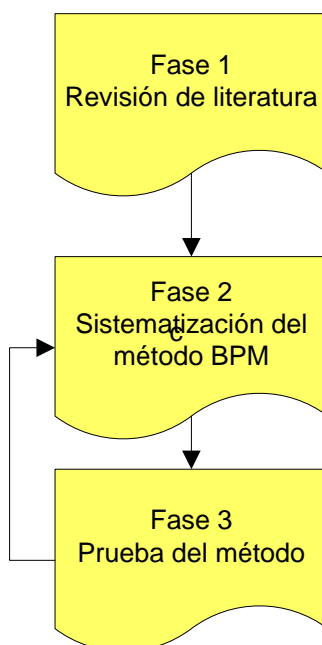 Fase 1
Revisión de literatura
Fase 2
Sistematización del
c
método BPM
Fase 3
Prueba del método